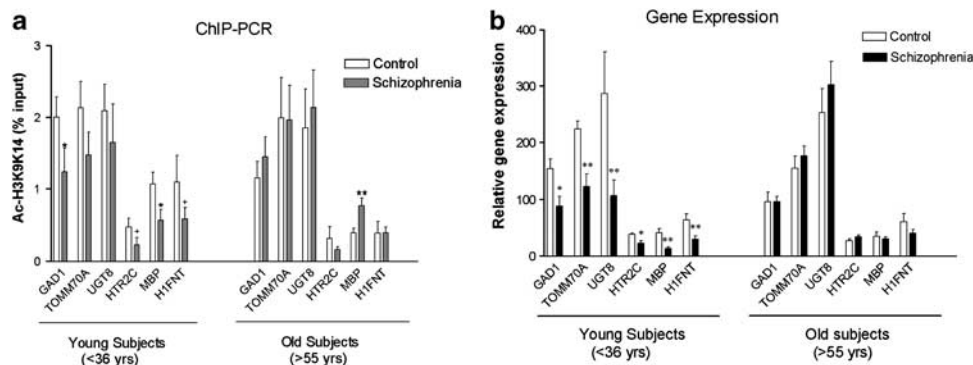 a
ChIP-PCR
Ac-H3K9K14 (% input)
3
2
1
0
Control
Schizophrenia
*
+
*
+
**
GAD1
TOMM70A
UGT8
HTR2C
MBP
H1FNT
GAD1
TOMM70A
UGT8
HTR2C
MBP
H1FNT
Young Subjects
(<36 yrs)
Old Subjects
(>55 yrs)
b
Gene Expression
Relative gene expression
400
300
200
100
0
Control
Schizophrenia
*
**
**
*
**
**
GAD1
TOMM70A
UGT8
HTR2C
MBP
H1FNT
GAD1
TOMM70A
UGT8
HTR2C
MBP
H1FNT
Young Subjects
(<36 yrs)
Old subjects
(>55 yrs)